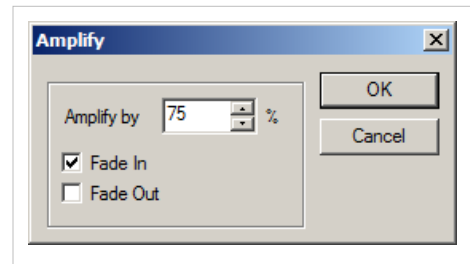 Amplify
OK
Amplify by 75 %
Cancel
Fade In
Fade Out